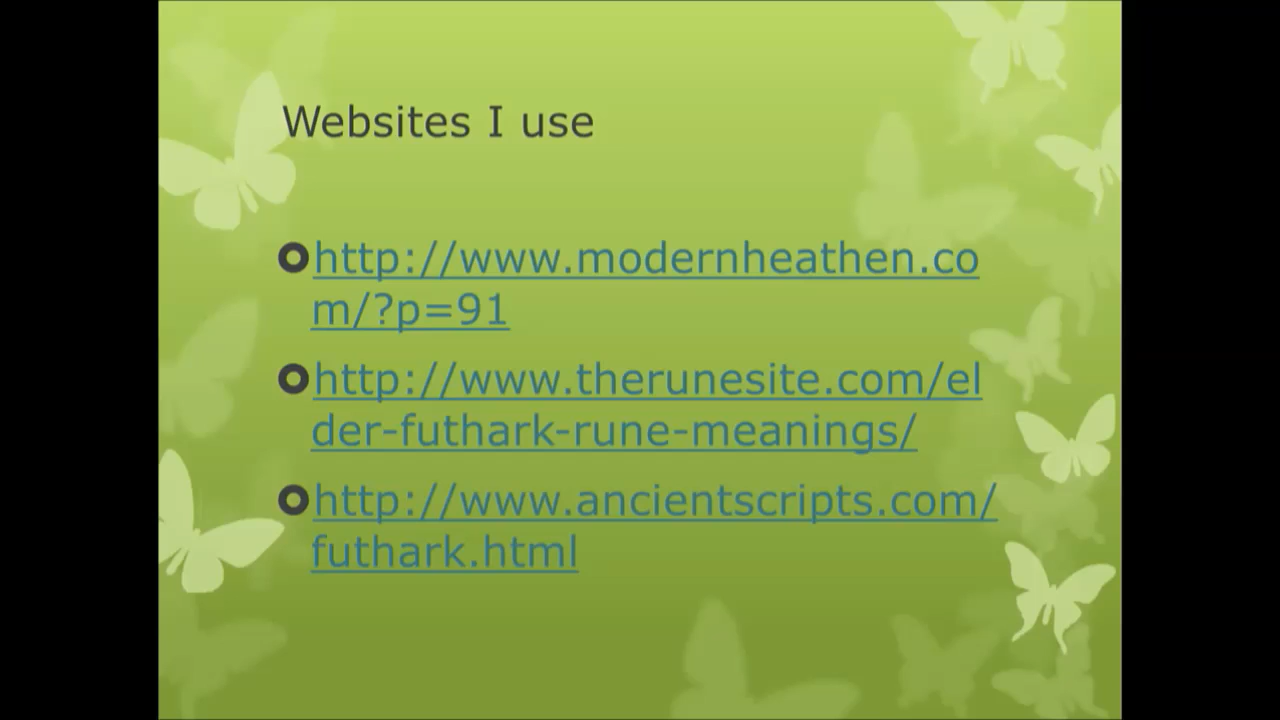 Websites I use
http://www.modernheathen.co
m/?p=91
http://www.therunesite.com/el
der-futhark-rune-meanings/
http://www.ancientscripts.com/
futhark.html